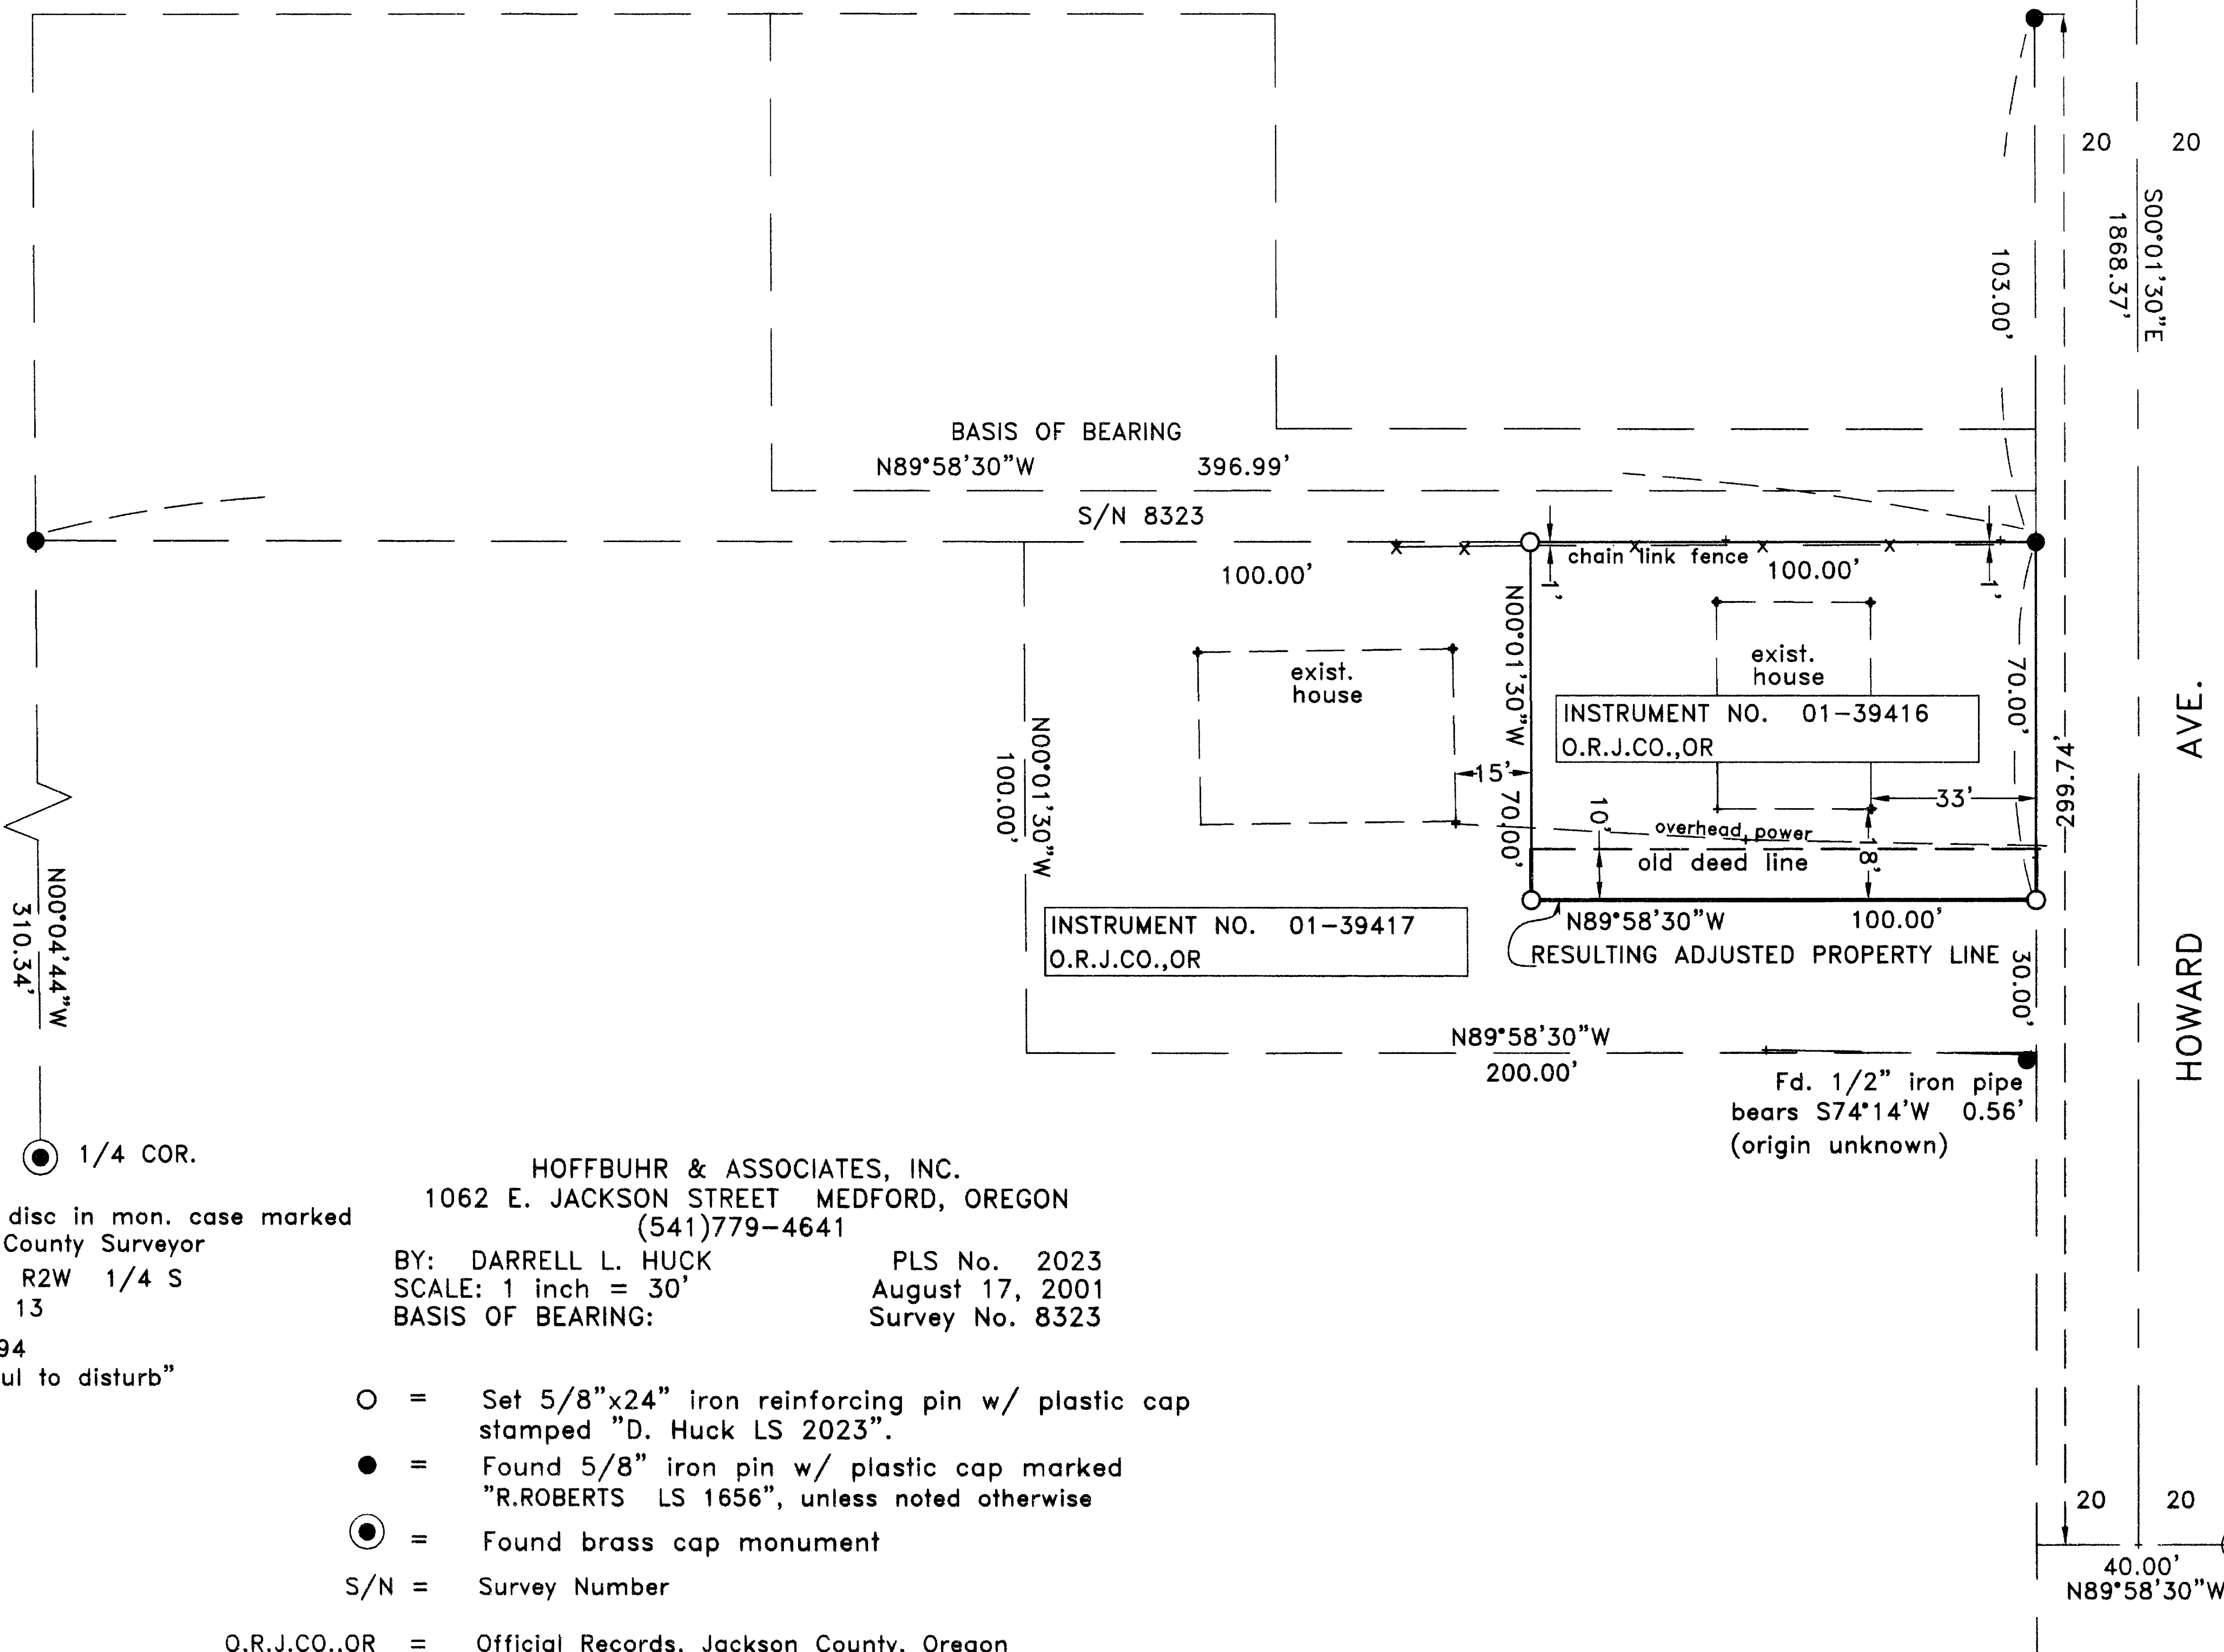 20 20
S00°01'30"E
1868.37'
103.00'
BASIS OF BEARING
N89°58'30"W 396.99'
S/N 8323
chain link fence
100.00'
100.00'
1'
1'
N00°01'30"W
70.00'
exist.
house
exist.
house
INSTRUMENT NO. 01-39416
O.R.J.CO.,OR
70.00'
299.74'
HOWARD AVE.
N00°01'30"W
100.00'
15'
33'
10'
overhead power
18'
old deed line
N89°58'30"W 100.00'
RESULTING ADJUSTED PROPERTY LINE
INSTRUMENT NO. 01-39417
O.R.J.CO.,OR
30.00'
N00°04'44"W
310.34'
N89°58'30"W
200.00'
Fd. 1/2" iron pipe
bears S74°14'W 0.56'
(origin unknown)
1/4 COR.
disc in mon. case marked
County Surveyor
R2W 1/4 S
13
94
ul to disturb"
HOFFBUHR & ASSOCIATES, INC.
1062 E. JACKSON STREET MEDFORD, OREGON
(541)779-4641
BY: DARRELL L. HUCK PLS No. 2023
SCALE: 1 inch = 30' August 17, 2001
BASIS OF BEARING: Survey No. 8323
O = Set 5/8"x24" iron reinforcing pin w/ plastic cap
stamped "D. Huck LS 2023".
● = Found 5/8" iron pin w/ plastic cap marked
"R.ROBERTS LS 1656", unless noted otherwise
= Found brass cap monument
S/N = Survey Number
O.R.J.CO.,OR = Official Records, Jackson County, Oregon
20 20
40.00'
N89°58'30"W